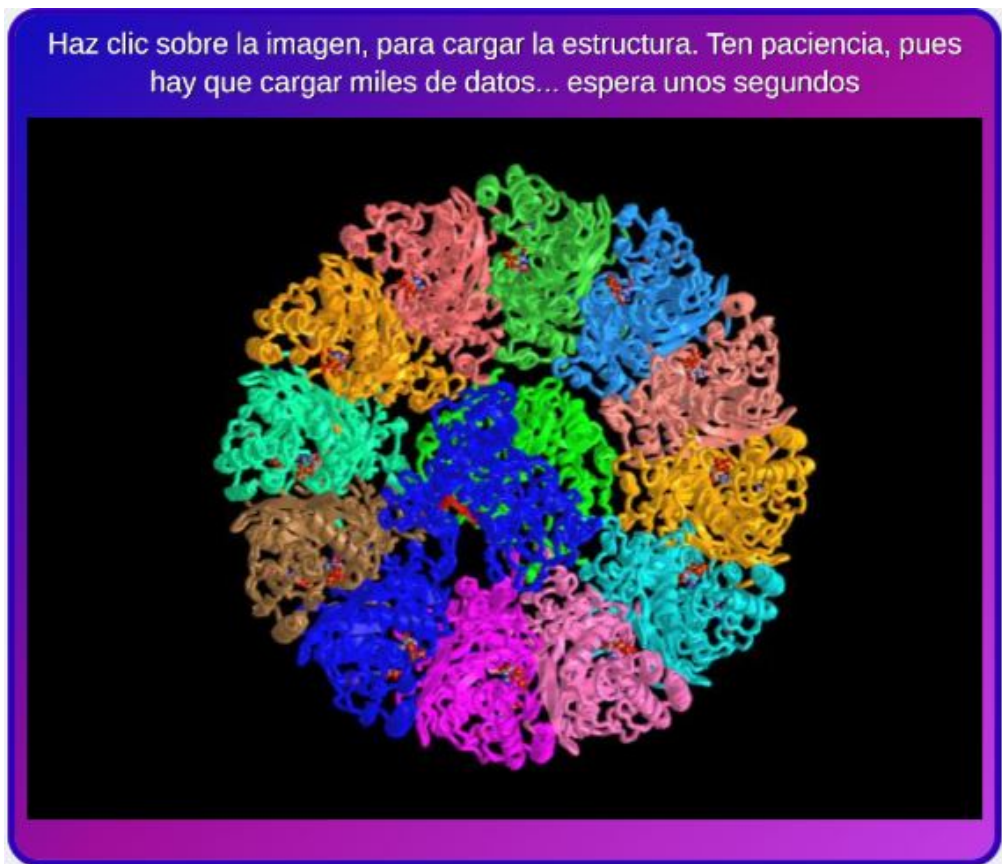 Haz clic sobre la imagen, para cargar la estructura. Ten paciencia, pues
hay que cargar miles de datos... espera unos segundos